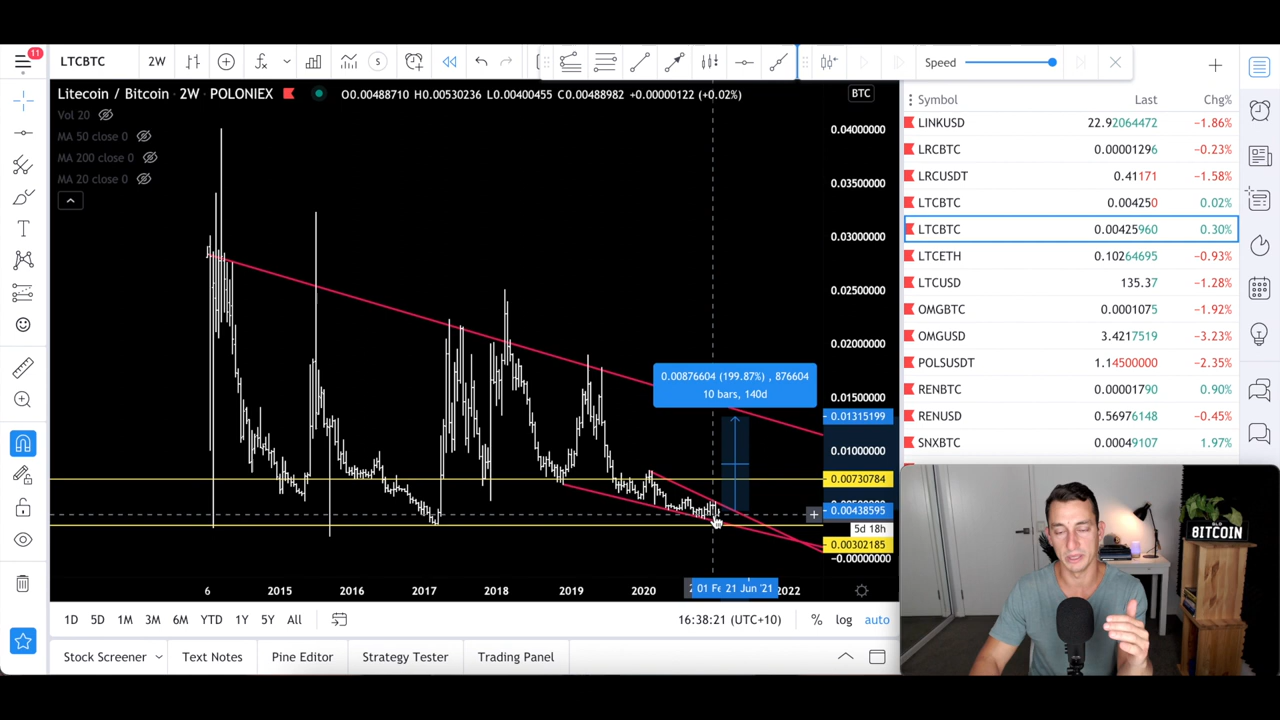 11
LTCBTC
2W
S
Speed
Litecoin / Bitcoin · 2W · POLONIEX
O0.00488710 H0.00530236 L0.00400455 C0.00488982 +0.00000122 (+0.02%)
BTC
Vol 20
MA 50 close 0
MA 200 close 0
MA 20 close 0
0.04000000
0.03500000
0.03000000
0.02500000
0.02000000
0.01500000
0.01315199
0.01000000
0.00730784
0.00438595
5d 18h
0.00302185
−0.00000000
0.00876604 (199.87%) , 876604
10 bars, 140d
6
2015
2016
2017
2018
2019
2020
21 Jun '21
2022
1D
5D
1M
3M
6M
YTD
1Y
5Y
All
16:38:21 (UTC+10)
%
log
auto
Stock Screener
Text Notes
Pine Editor
Strategy Tester
Trading Panel
Symbol
Last
Chg%
LINKUSD 22.92064472 −1.86%
LRCBTC 0.00001296 −0.23%
LRCUSDT 0.41171 −1.58%
LTCBTC 0.004250 0.02%
LTCBTC 0.00425960 0.30%
LTCETH 0.10264695 −0.93%
LTCUSD 135.37 −1.28%
OMGBTC 0.0001075 −1.92%
OMGUSD 3.4217519 −3.23%
POLSUSDT 1.14500000 −2.35%
RENBTC 0.00001790 0.90%
RENUSD 0.56976148 −0.45%
SNXBTC 0.00049107 1.97%
BITCOIN